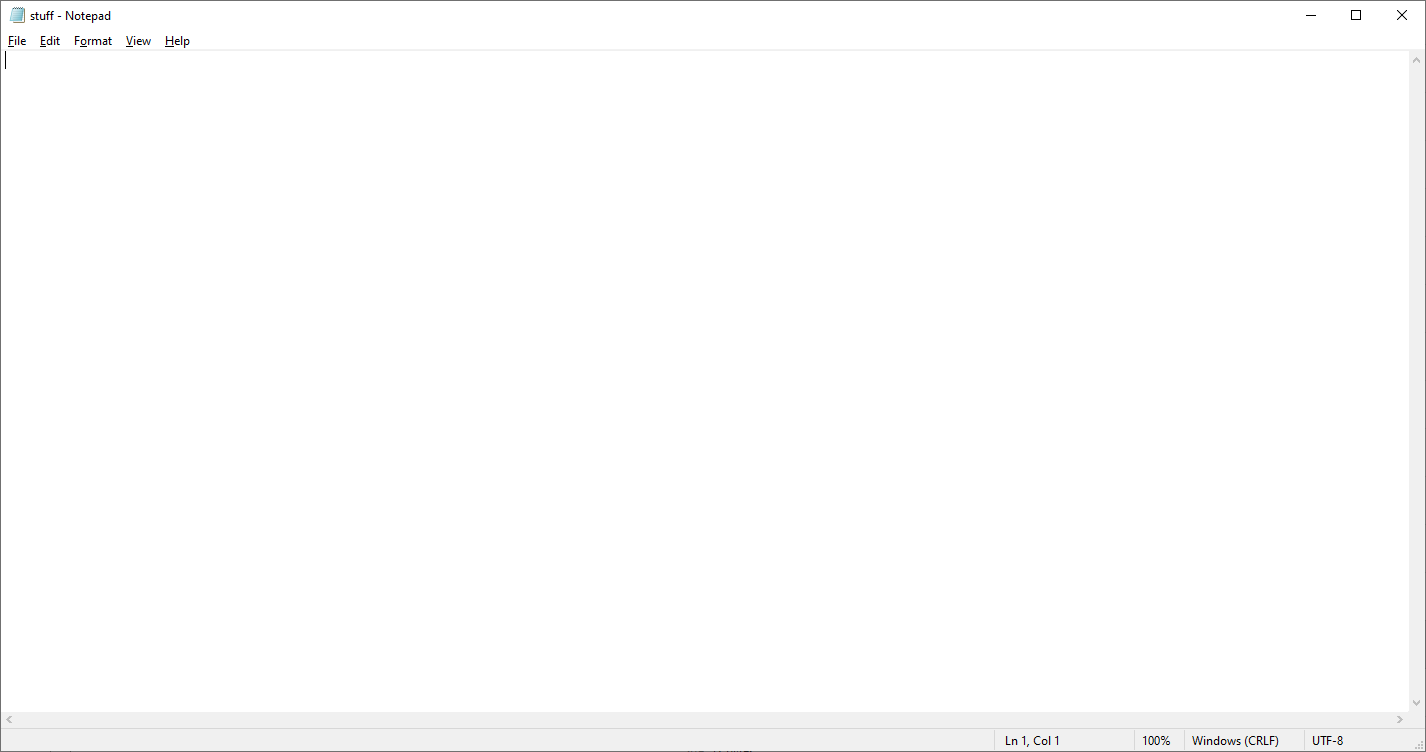 stuff - Notepad
File Edit Format View Help
Ln 1, Col 1 100% Windows (CRLF) UTF-8